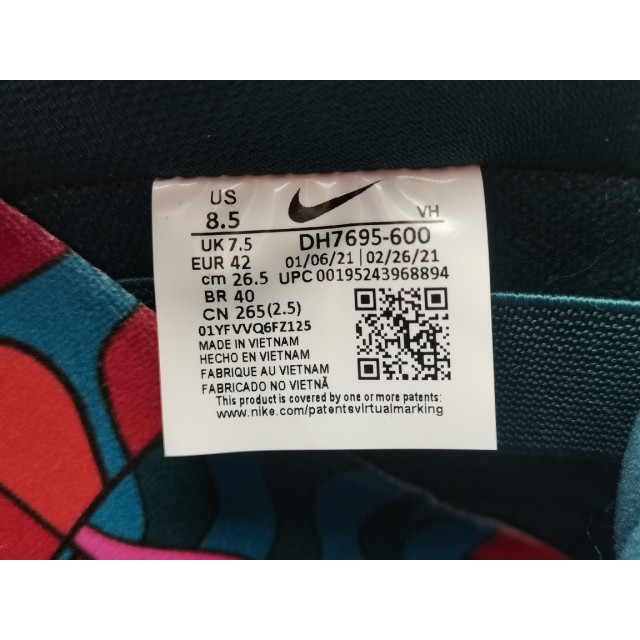 US
8.5
VH
UK 7.5
DH7695-600
EUR 42
01/06/21 | 02/26/21
cm 26.5
UPC 00195243968894
BR 40
CN 265(2.5)
01YFVVQ6FZ125
MADE IN VIETNAM
HECHO EN VIETNAM
FABRIQUE AU VIETNAM
FABRICADO NO VIETNÃ
This product is covered by one or more patents:
www.nike.com/patentsvirtualmarking